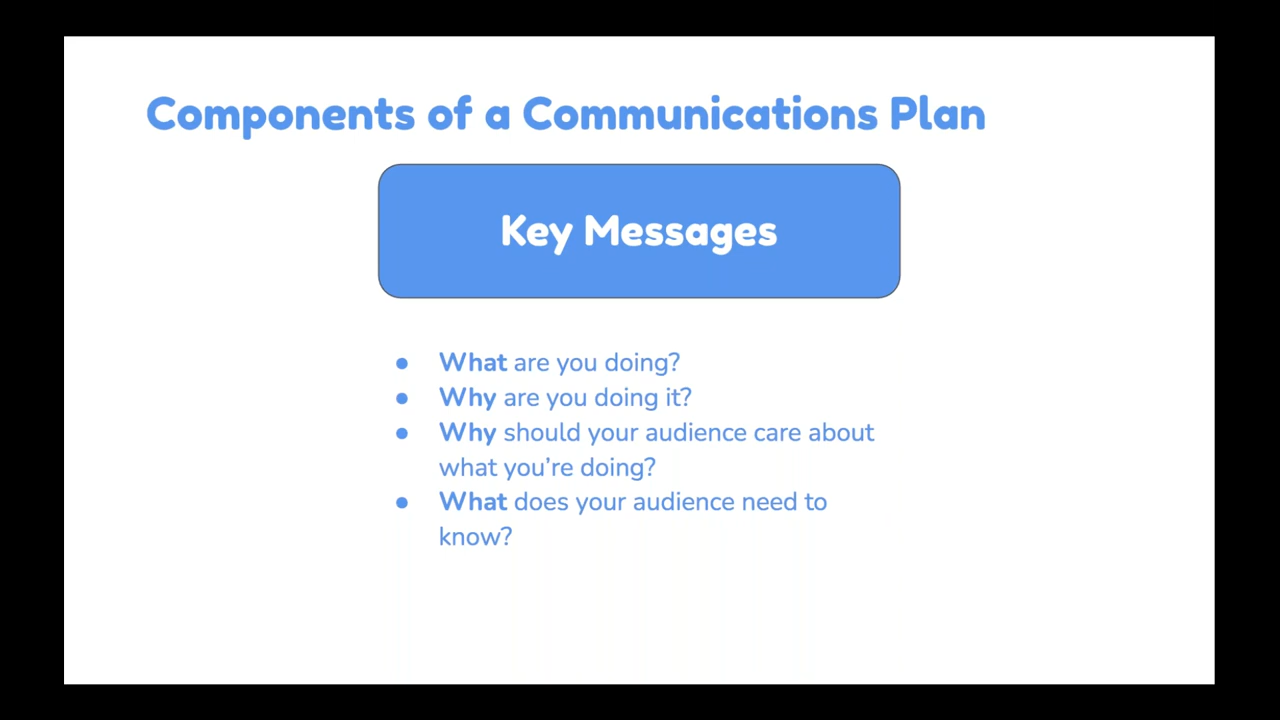 Components of a Communications Plan
Key Messages
● What are you doing?
● Why are you doing it?
● Why should your audience care about
what you’re doing?
● What does your audience need to
know?